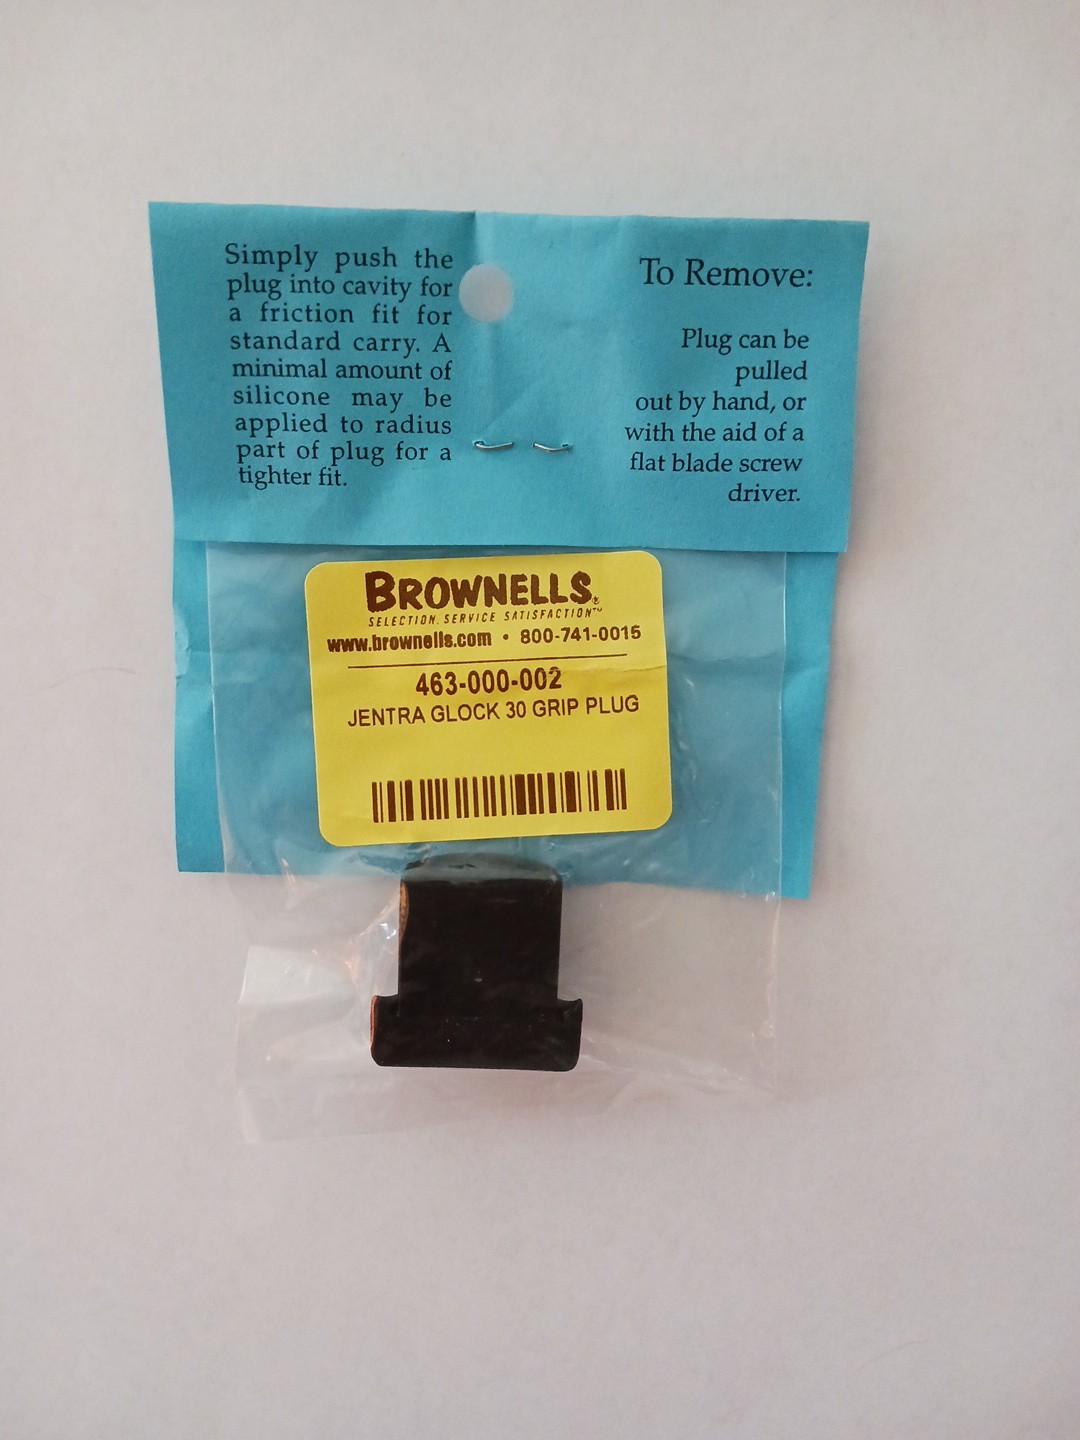 Simply push the
plug into cavity for
a friction fit for
standard carry. A
minimal amount of
silicone may be
applied to radius
part of plug for a
tighter fit.
To Remove:
Plug can be
pulled
out by hand, or
with the aid of a
flat blade screw
driver.
BROWNELLS®
SELECTION. SERVICE SATISFACTION™
www.brownells.com • 800-741-0015
463-000-002
JENTRA GLOCK 30 GRIP PLUG